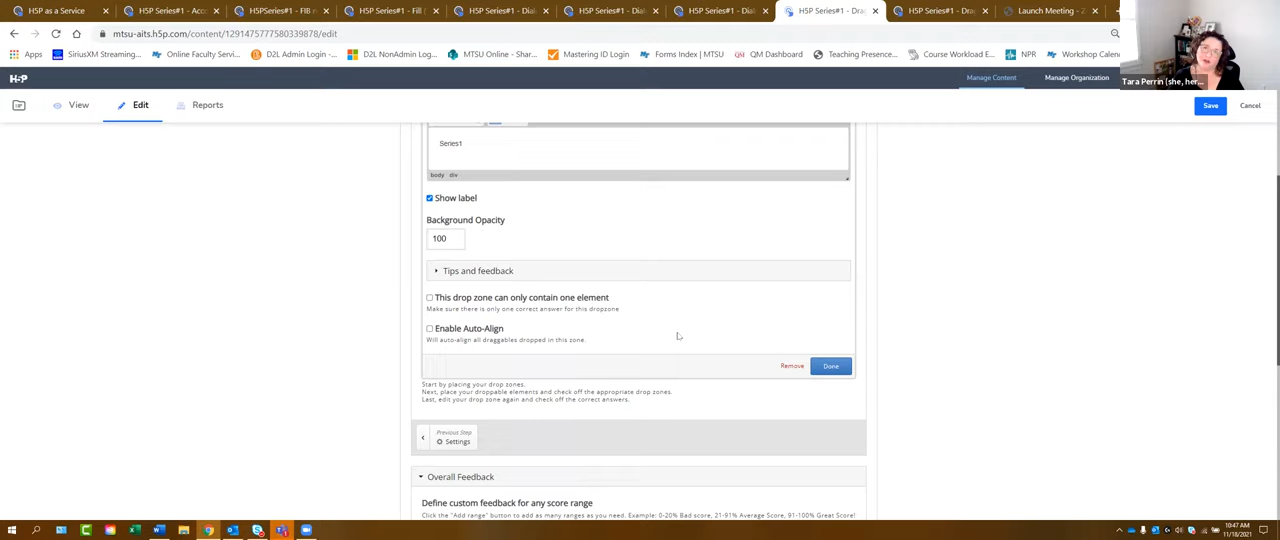 H5P as a Service
H5P Series#1 - Acc
H5PSeries#1 - FIB n
H5P Series#1 - Fill (
H5P Series#1 - Dial
H5P Series#1 - Dial
H5P Series#1 - Dial
H5P Series#1 - Dra
H5P Series#1 - Dra
Launch Meeting - Z
mtsu-aits.h5p.com/content/1291475777580339878/edit
Apps
SiriusXM Streaming...
Online Faculty Servi...
D2L Admin Login -...
D2L NonAdmin Log...
MTSU Online - Shar...
Mastering ID Login
Forms Index | MTSU
QM Dashboard
Teaching Presence...
Course Workload E...
NPR
Workshop Calen
Tara Perrin (she, her...
H5P
Manage Content
Manage Organization
View
Edit
Reports
Save
Cancel
Series1
body div
Show label
Background Opacity
100
Tips and feedback
This drop zone can only contain one element
Make sure there is only one correct answer for this dropzone
Enable Auto-Align
Will auto-align all draggables dropped in this zone.
Remove
Done
Start by placing your drop zones.
Next, place your droppable elements and check off the appropriate drop zones.
Last, edit your drop zone again and check off the correct answers.
Previous Step
Settings
Overall Feedback
Define custom feedback for any score range
Click the "Add range" button to add as many ranges as you need. Example: 0-20% Bad score, 21-91% Average Score, 91-100% Great Score!
10:47 AM
11/18/2021